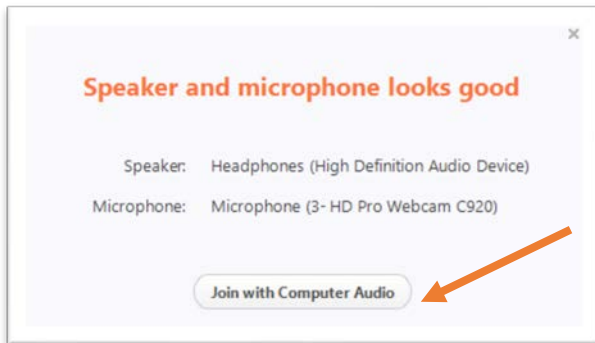 Speaker and microphone looks good
Speaker: Headphones (High Definition Audio Device)
Microphone: Microphone (3- HD Pro Webcam C920)
Join with Computer Audio